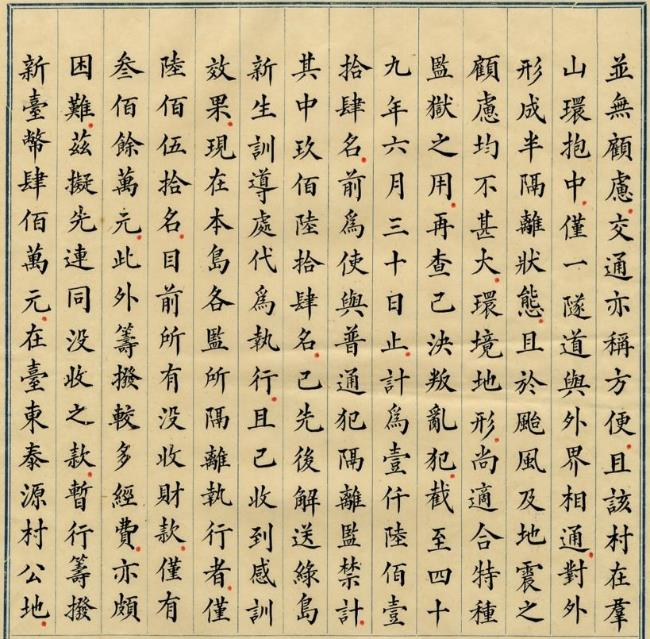 並無顧慮交通亦稱方便且該村在羣
山環抱中僅一隧道與外界相通對外
形成半隔離狀態且於颱風及地震之
顧慮均不甚大環境地形尚適合特種
監獄之用再查已決叛亂犯截至四十
九年六月三十日止計爲壹仟陸佰壹
拾肆名前爲使與普通犯隔離監禁計
其中玖佰陸拾肆名已先後解送綠島
新生訓導處代爲執行且已收到感訓
效果現在本島各監所隔離執行者僅
陸佰伍拾名目前所有没收財款僅有
叁佰餘萬元此外籌撥較多經費亦頗
困難茲擬先連同没收之款暫行籌撥
新臺幣肆佰萬元在臺東泰源村公地